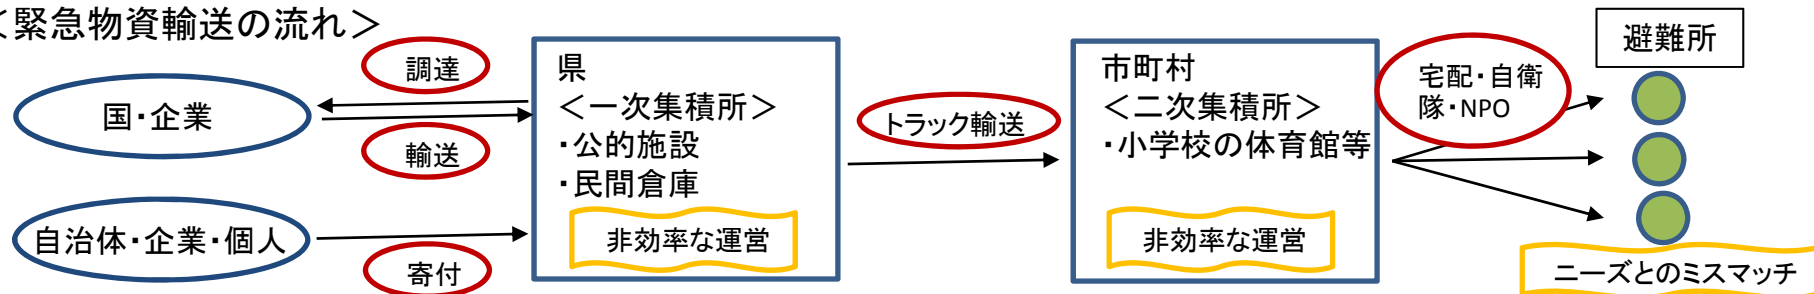 <緊急物資輸送の流れ>
調達
国・企業
輸送
自治体・企業・個人
寄付
県
<一次集積所>
・公的施設
・民間倉庫
非効率な運営
トラック輸送
市町村
<二次集積所>
・小学校の体育館等
非効率な運営
宅配・自衛
隊・NPO
避難所
ニーズとのミスマッチ